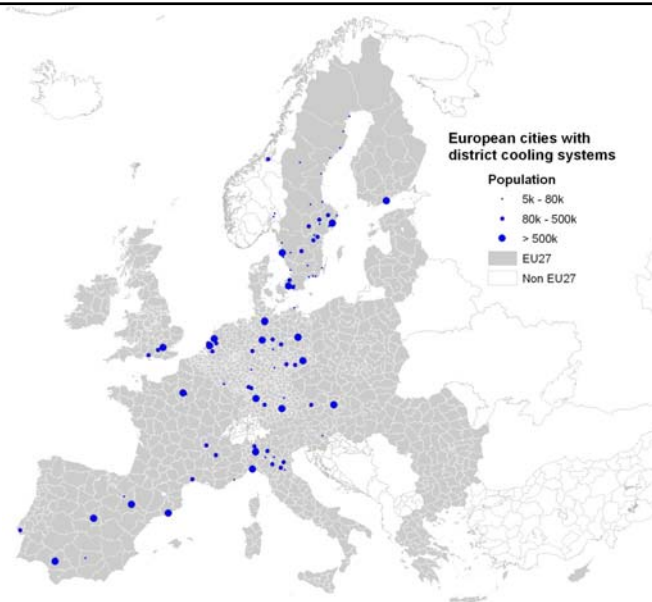 European cities with
district cooling systems
Population
5k - 80k
80k - 500k
> 500k
EU27
Non EU27